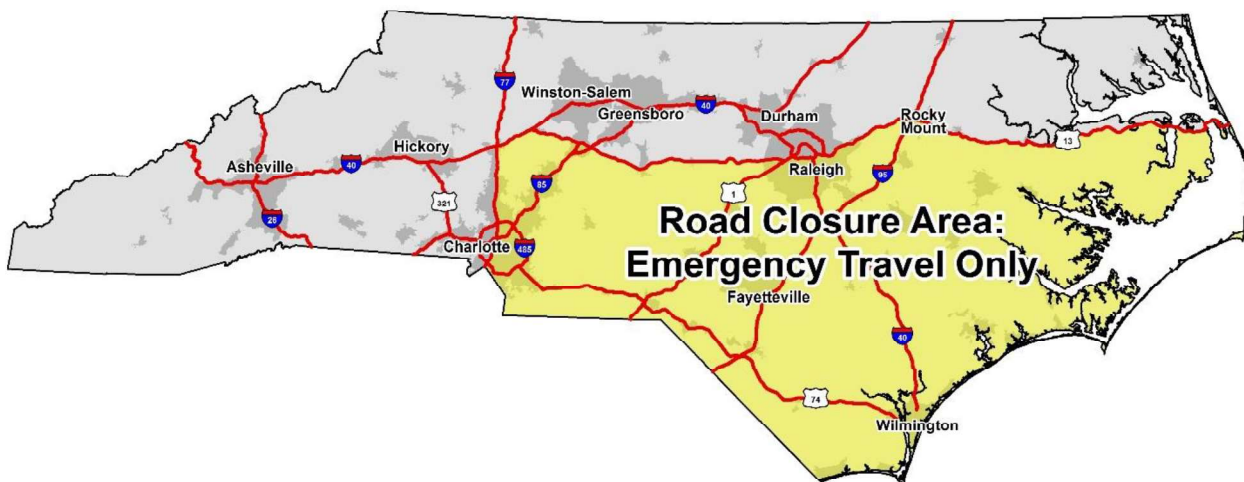 77
Winston-Salem
40
Greensboro
Durham
Rocky
Mount
13
Hickory
Asheville
40
Raleigh
95
85
1
321
26
Road Closure Area:
Emergency Travel Only
Charlotte
485
Fayetteville
40
74
Wilmington